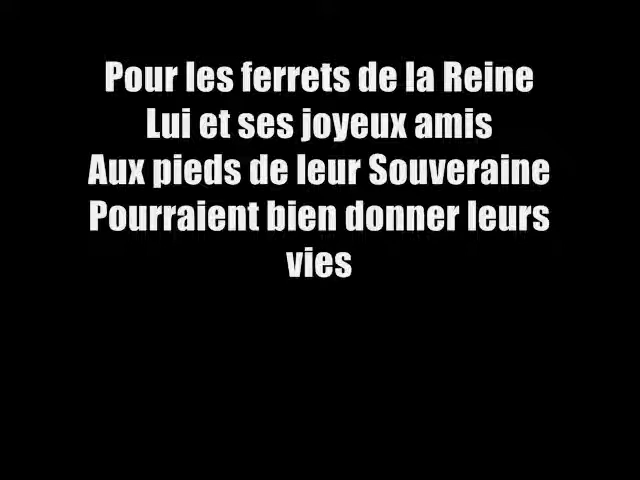 Pour les ferrets de la Reine
Lui et ses joyeux amis
Aux pieds de leur Souveraine
Pourraient bien donner leurs
vies